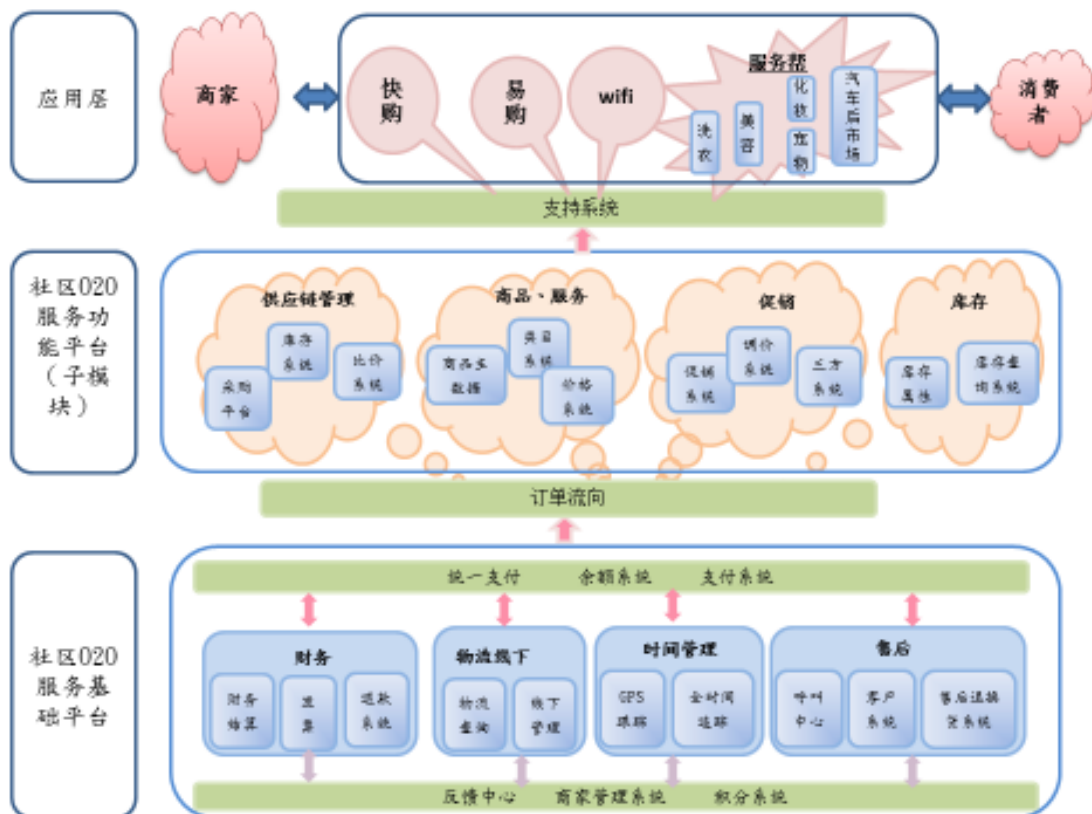 应用层
商家
快
购
易
购
wifi
服务帮
洗
衣
美
容
化
妆
宠
物
汽
车
后
市
场
消费
者
支持系统
社区O2O
服务功
能平台
（子模
块）
供应链管理
采购
平台
库存
系统
比价
系统
商品、服务
商品主
数据
类目
系统
价格
系统
促销
促销
系统
调价
系统
三方
系统
库存
库存
属性
库存查
询系统
订单流向
社区O2O
服务基
础平台
统一支付 余额系统 支付系统
财务
财务
结算
发
票
退款
系统
物流线下
物流
查询
线下
管理
时间管理
GPS
跟踪
全时间
追踪
售后
呼叫
中心
客户
系统
售后退换
货系统
反馈中心 商家管理系统 积分系统